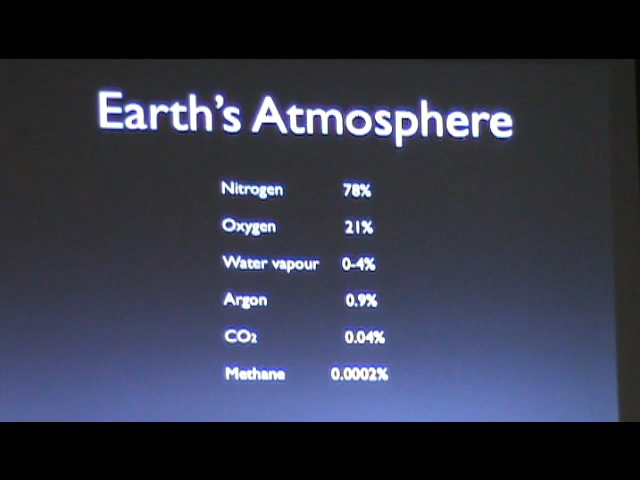 Earth's Atmosphere
Nitrogen 78%
Oxygen 21%
Water vapour 0-4%
Argon 0.9%
CO₂ 0.04%
Methane 0.0002%